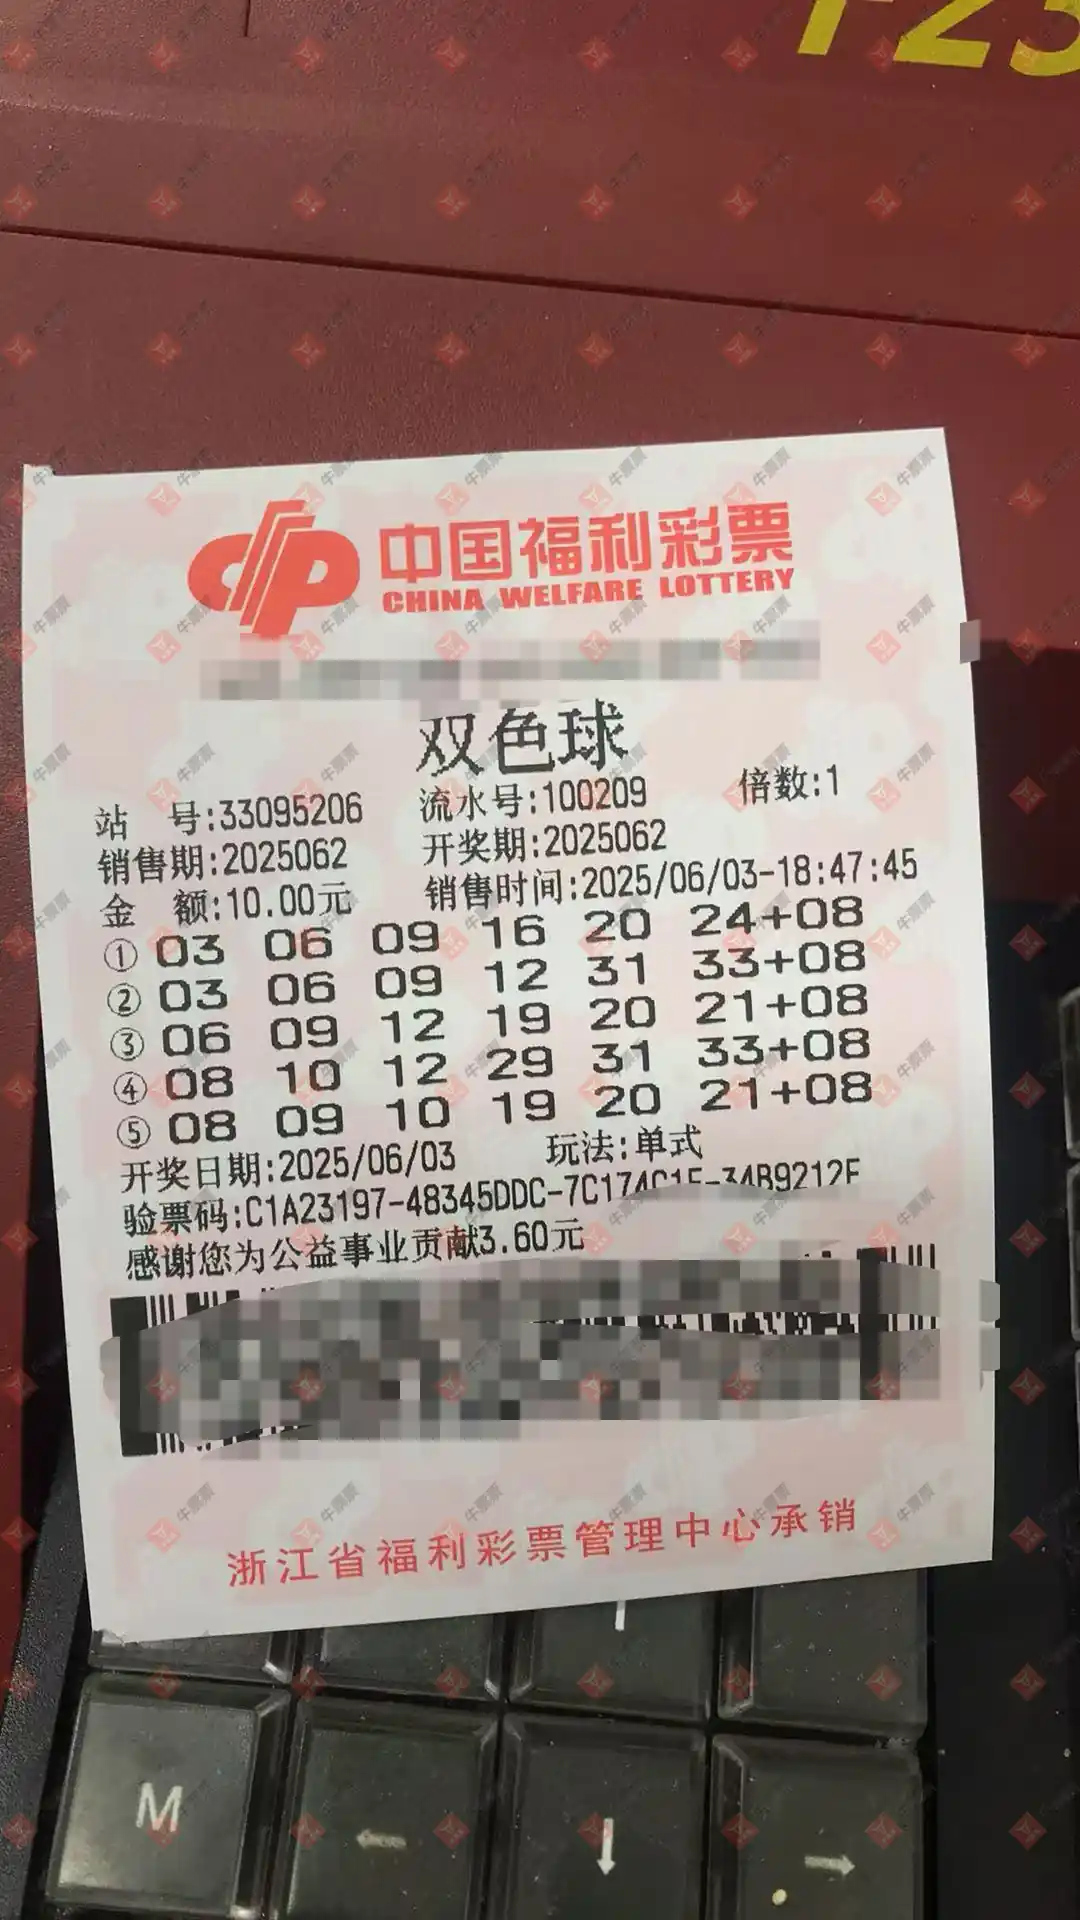 F23
中国福利彩票
CHINA WELFARE LOTTERY
双色球
站 号:33095206 流水号:100209 倍数:1
销售期:2025062 开奖期:2025062
金 额:10.00元 销售时间:2025/06/03-18:47:45
① 03 06 09 16 20 24+08
② 03 06 09 12 31 33+08
③ 06 09 12 19 20 21+08
④ 08 10 12 29 31 33+08
⑤ 08 09 10 19 20 21+08
开奖日期:2025/06/03 玩法:单式
验票码:C1A23197-48345DDC-7C174C1F-34B9212F
感谢您为公益事业贡献3.60元
浙江省福利彩票管理中心承销
M
← ↓ →
牛票票